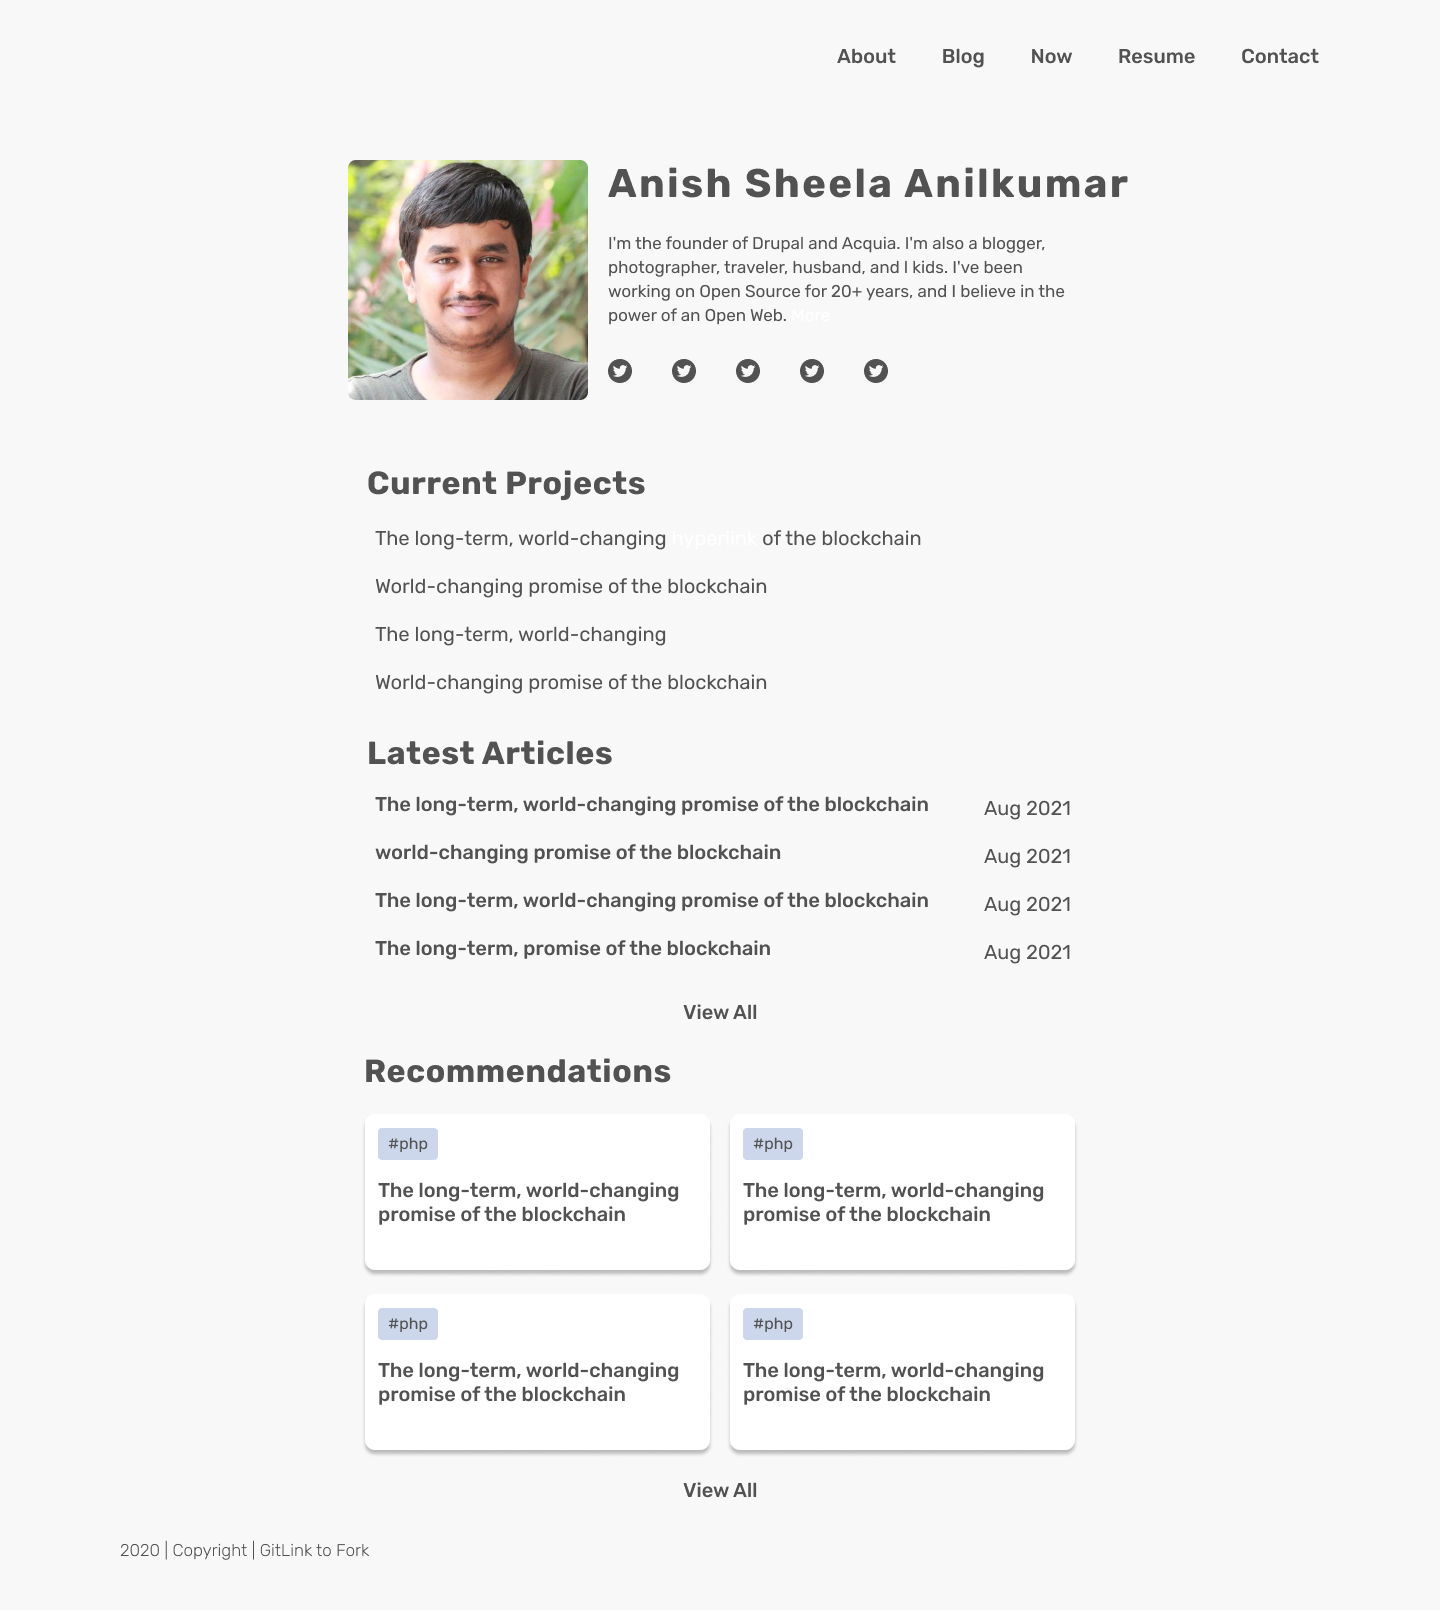 About Blog Now Resume Contact
Anish Sheela Anilkumar
I'm the founder of Drupal and Acquia. I'm also a blogger,
photographer, traveler, husband, and I kids. I've been
working on Open Source for 20+ years, and I believe in the
power of an Open Web. More
Current Projects
The long-term, world-changing hyperlink of the blockchain
World-changing promise of the blockchain
The long-term, world-changing
World-changing promise of the blockchain
Latest Articles
The long-term, world-changing promise of the blockchain Aug 2021
world-changing promise of the blockchain Aug 2021
The long-term, world-changing promise of the blockchain Aug 2021
The long-term, promise of the blockchain Aug 2021
View All
Recommendations
#php
The long-term, world-changing
promise of the blockchain
#php
The long-term, world-changing
promise of the blockchain
#php
The long-term, world-changing
promise of the blockchain
#php
The long-term, world-changing
promise of the blockchain
View All
2020 | Copyright | GitLink to Fork